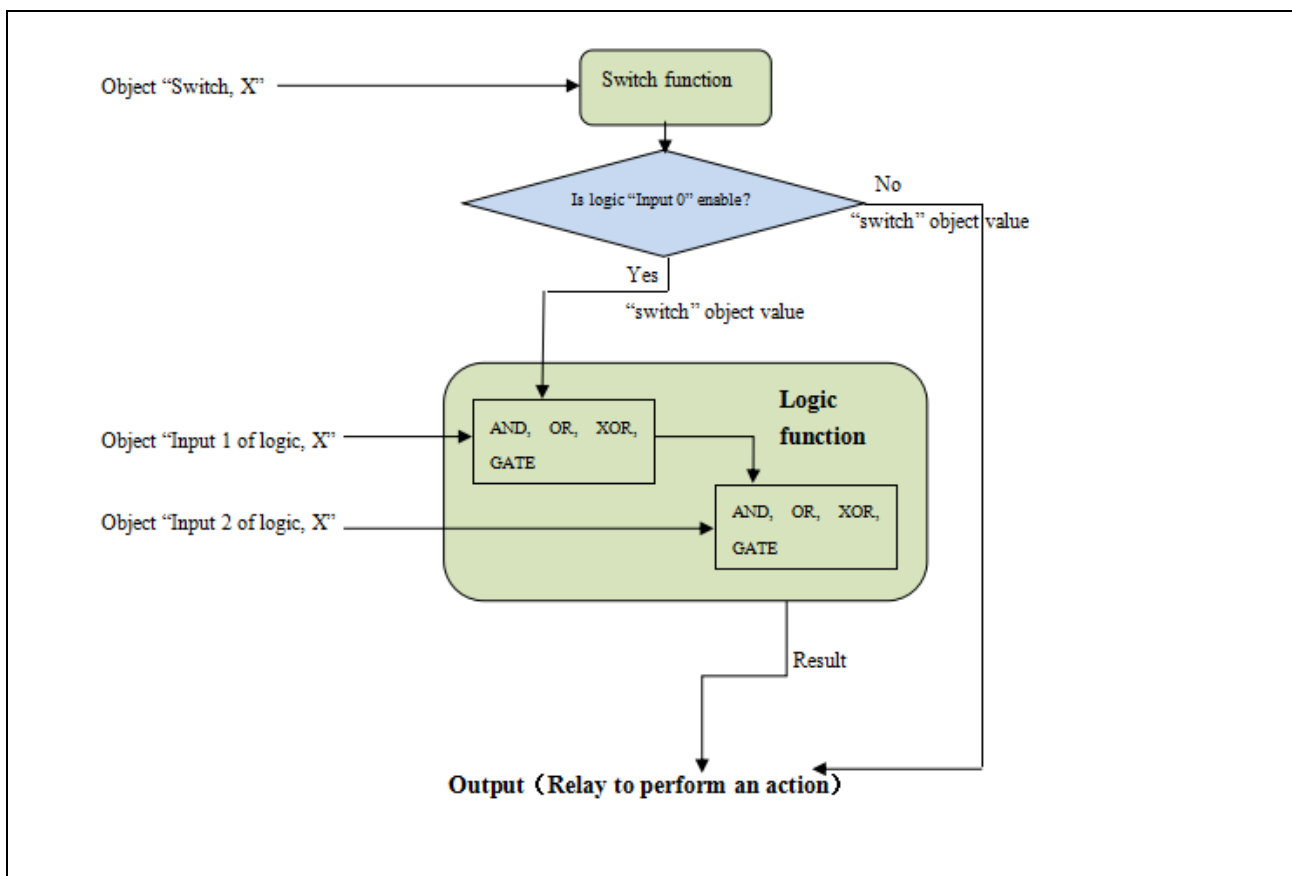 Switch function
Object “Switch, X”
Is logic “Input 0” enable?
No
“switch” object value
Yes
“switch” object value
Logic
function
AND, OR, XOR,
GATE
Object “Input 1 of logic, X”
Object “Input 2 of logic, X”
AND, OR, XOR,
GATE
Result
Output（Relay to perform an action）